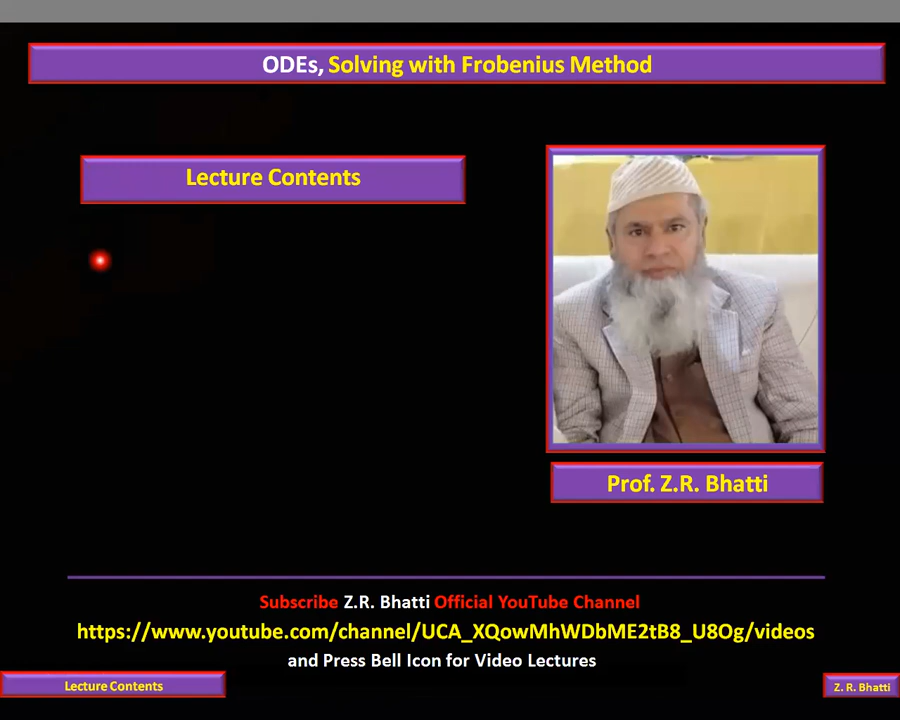 ODEs, Solving with Frobenius Method
Lecture Contents
Prof. Z.R. Bhatti
Subscribe Z.R. Bhatti Official YouTube Channel
https://www.youtube.com/channel/UCA_XQowMhWDbME2tB8_U8Og/videos
and Press Bell Icon for Video Lectures
Lecture Contents
Z. R. Bhatti